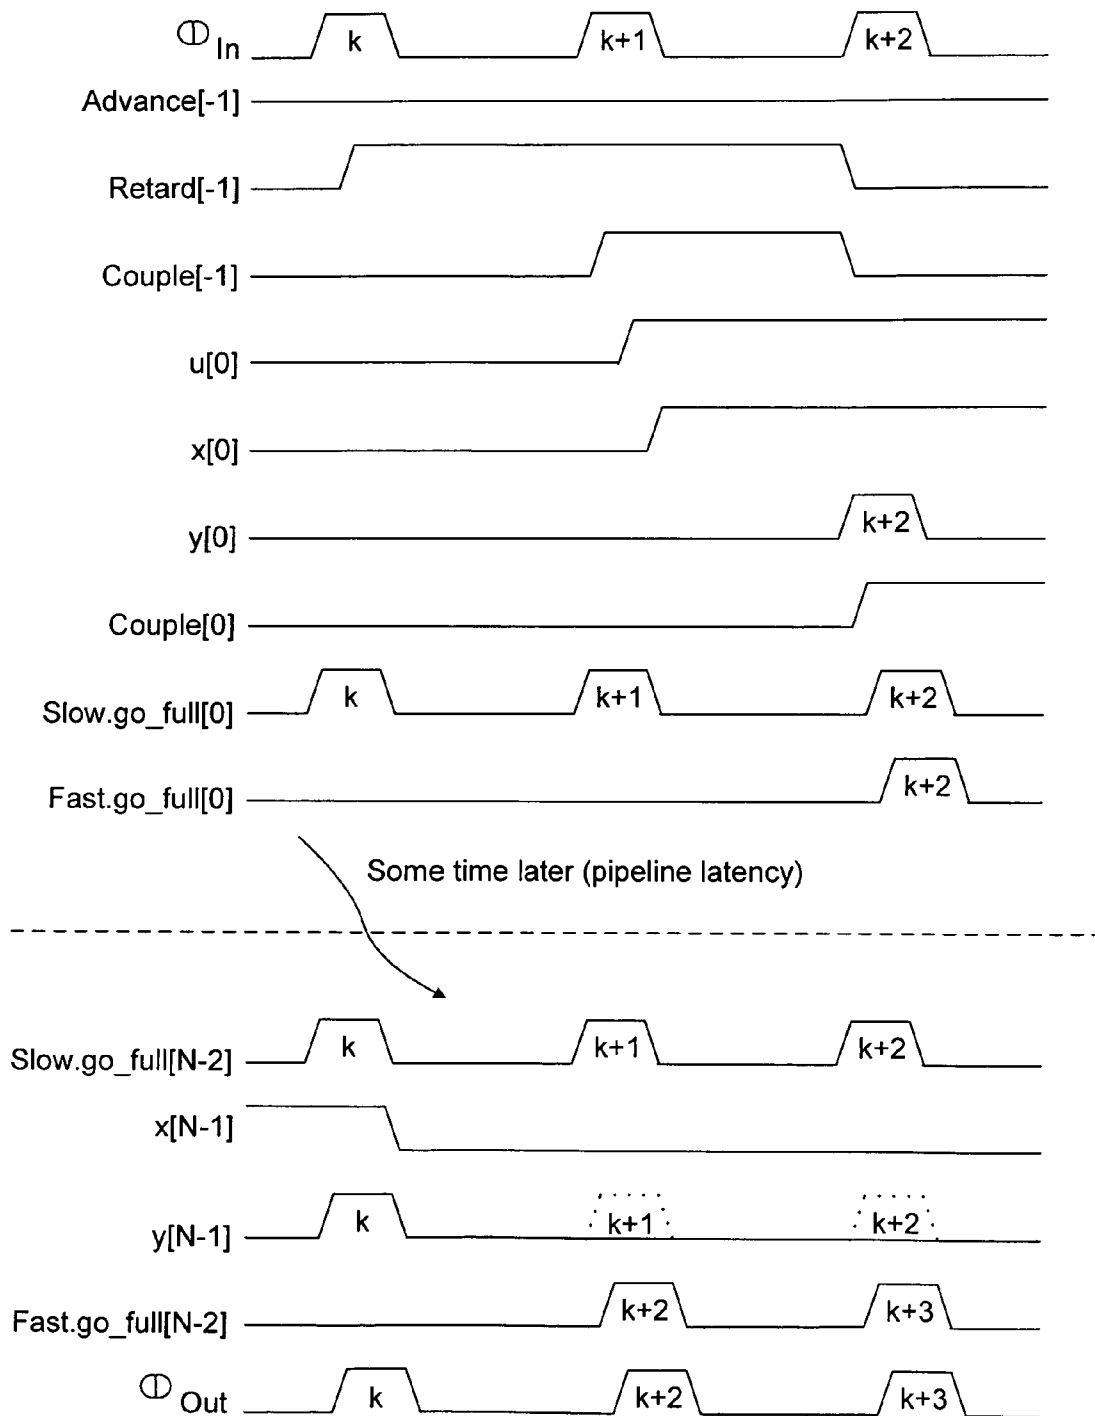 Φ In k k+1 k+2
Advance[-1]
Retard[-1]
Couple[-1]
u[0]
x[0]
y[0] k+2
Couple[0]
Slow.go_full[0] k k+1 k+2
Fast.go_full[0] k+2
Some time later (pipeline latency)
Slow.go_full[N-2] k k+1 k+2
x[N-1]
y[N-1] k k+1 k+2
Fast.go_full[N-2] k+2 k+3
Φ Out k k+2 k+3